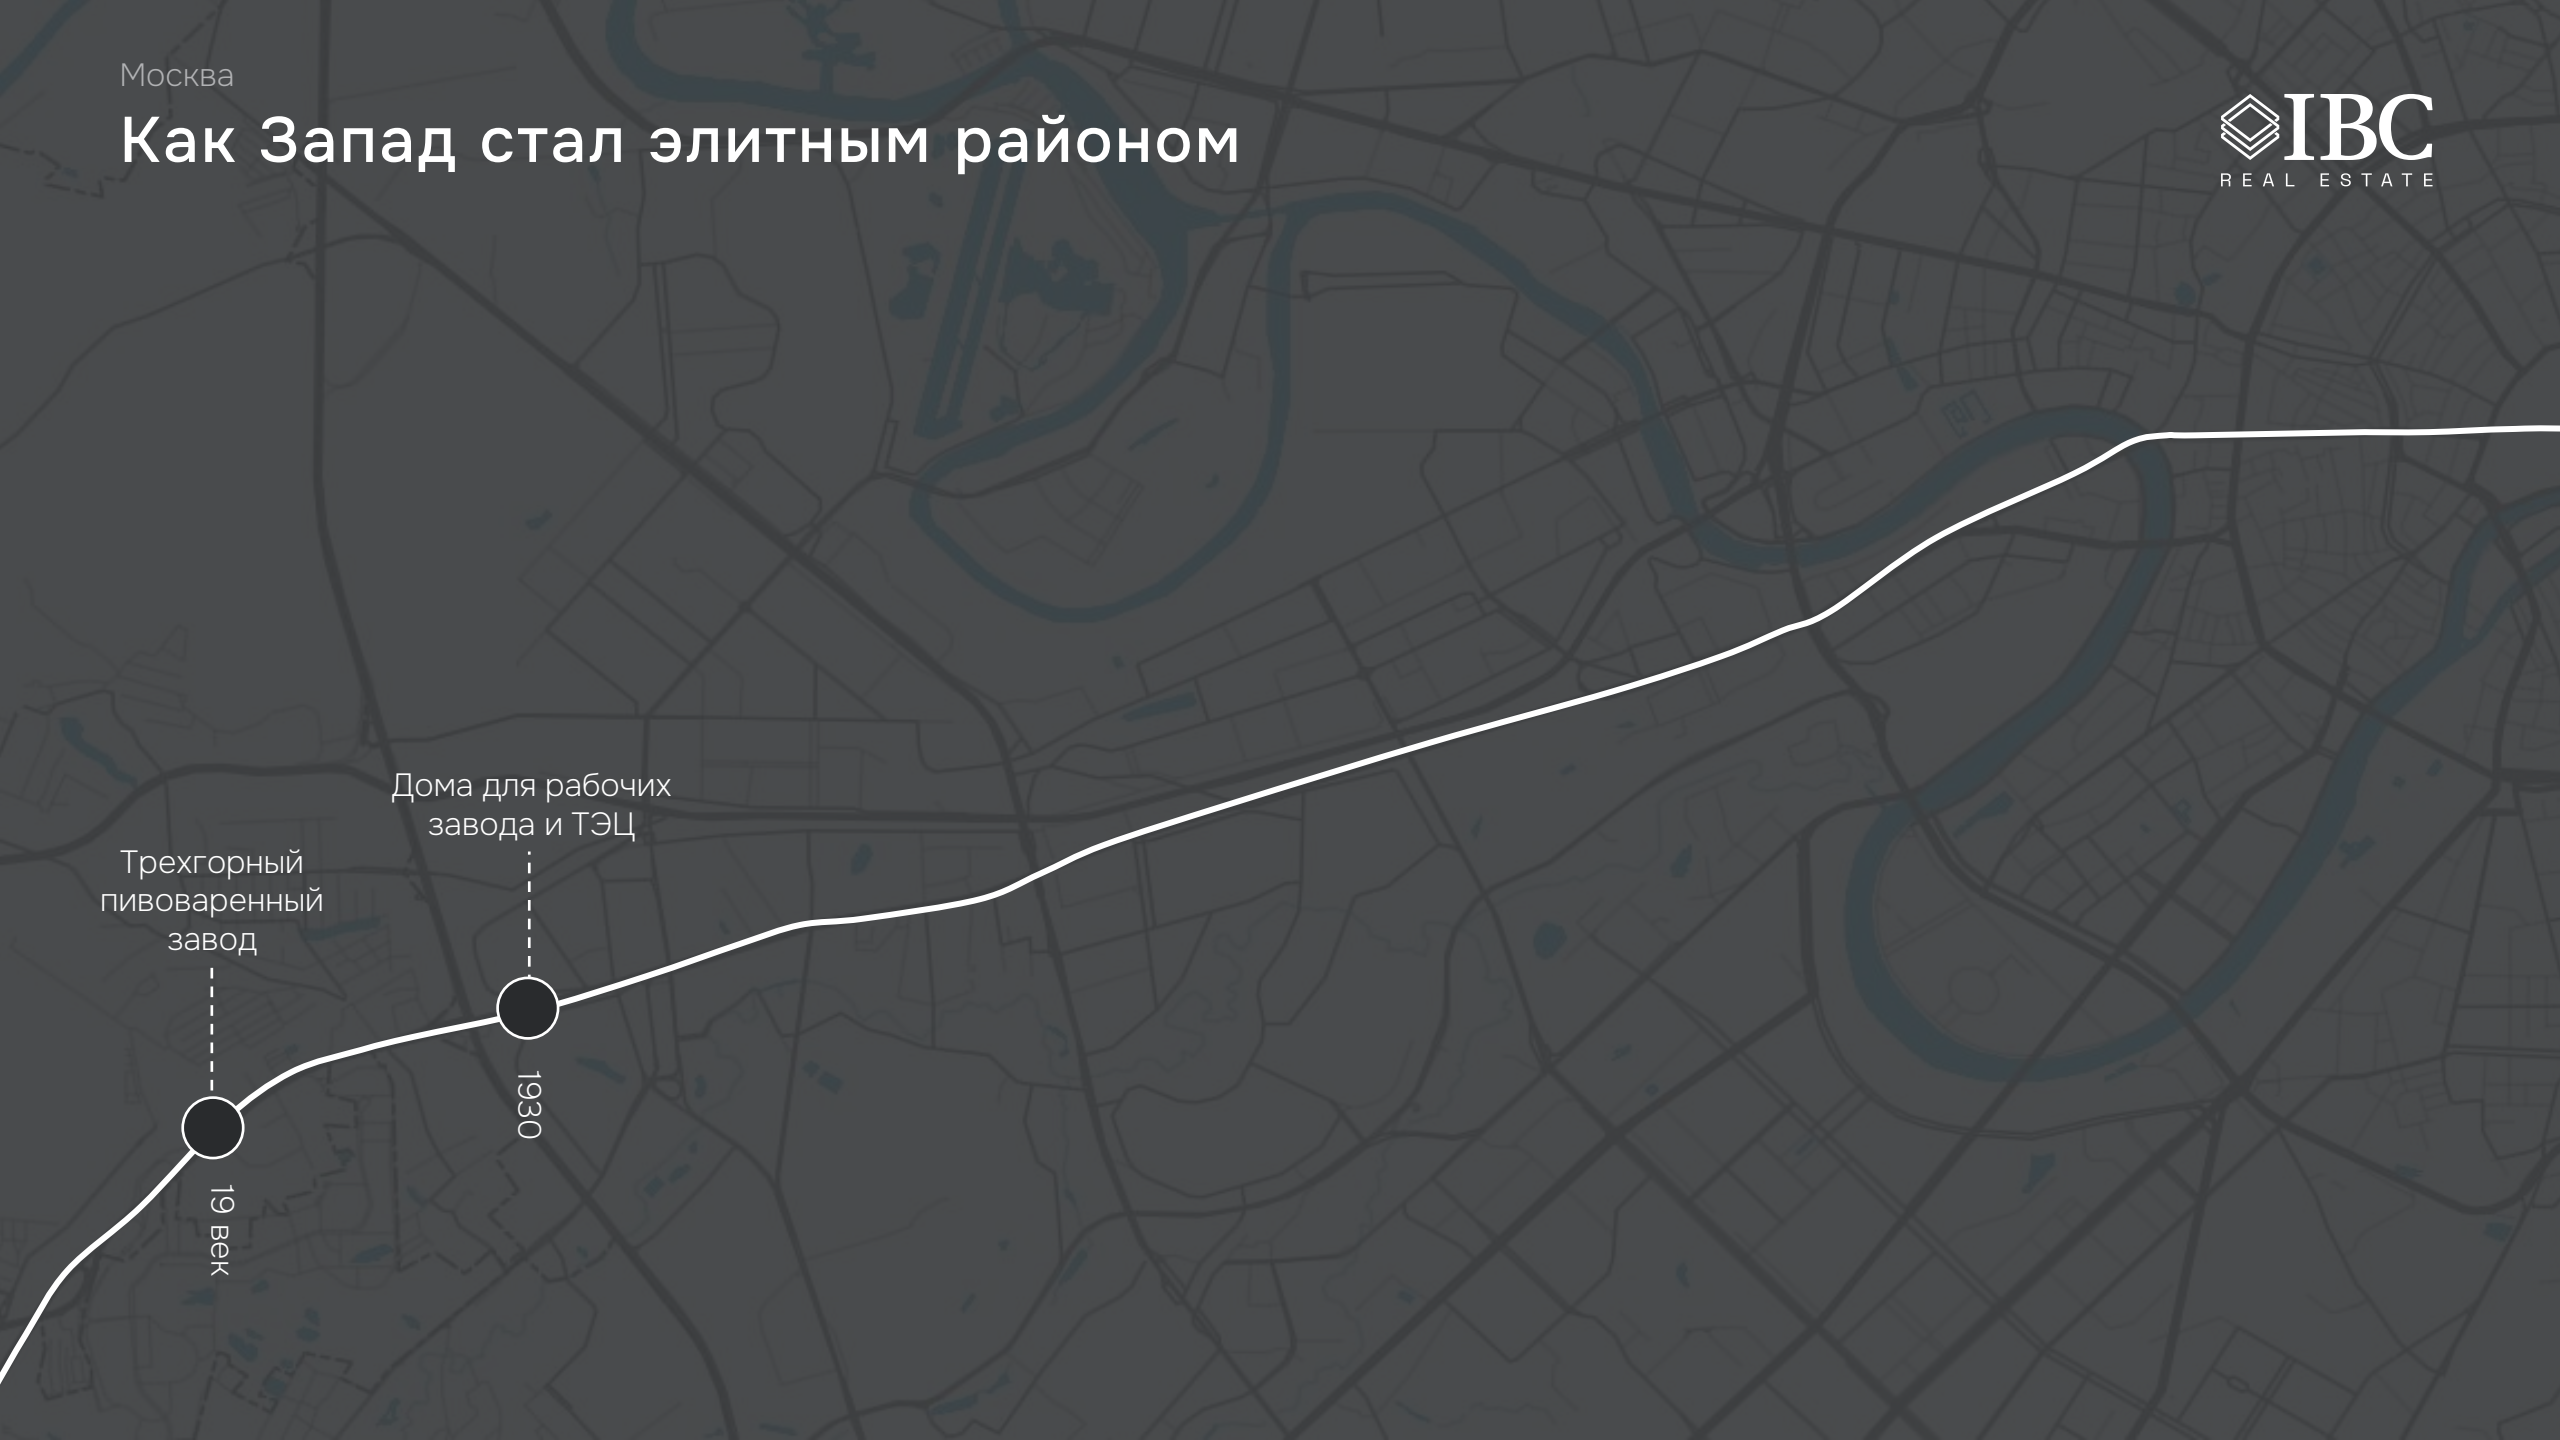 Москва
Как Запад стал элитным районом
IBC
REAL ESTATE
Дома для рабочих
завода и ТЭЦ
Трехгорный
пивоваренный
завод
1930
19 век